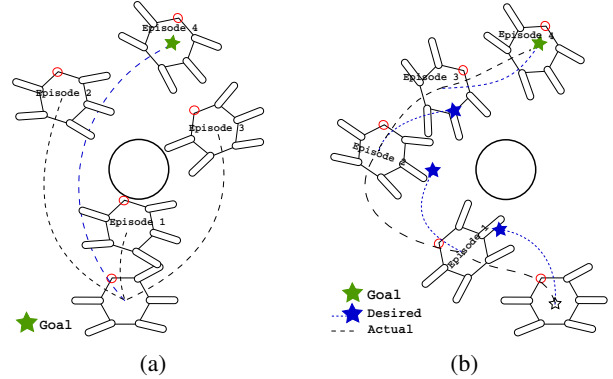 Episode 4
Episode 2
Episode 3
Episode 1
Goal
(a)
Episode 4
Episode 3
Episode 2
Episode 1
Goal
Desired
Actual
(b)